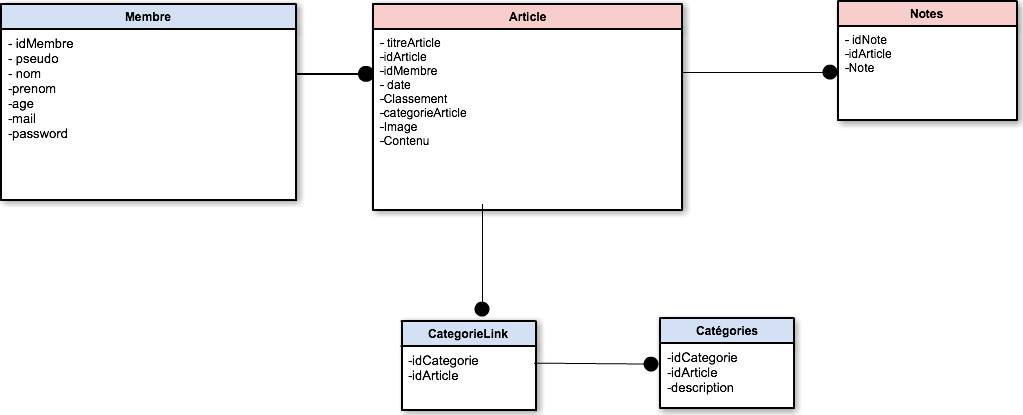 Membre
- idMembre
- pseudo
- nom
-prenom
-age
-mail
-password
Article
- titreArticle
-idArticle
-idMembre
- date
-Classement
-categorieArticle
-Image
-Contenu
Notes
- idNote
-idArticle
-Note
CategorieLink
-idCategorie
-idArticle
Catégories
-idCategorie
-idArticle
-description